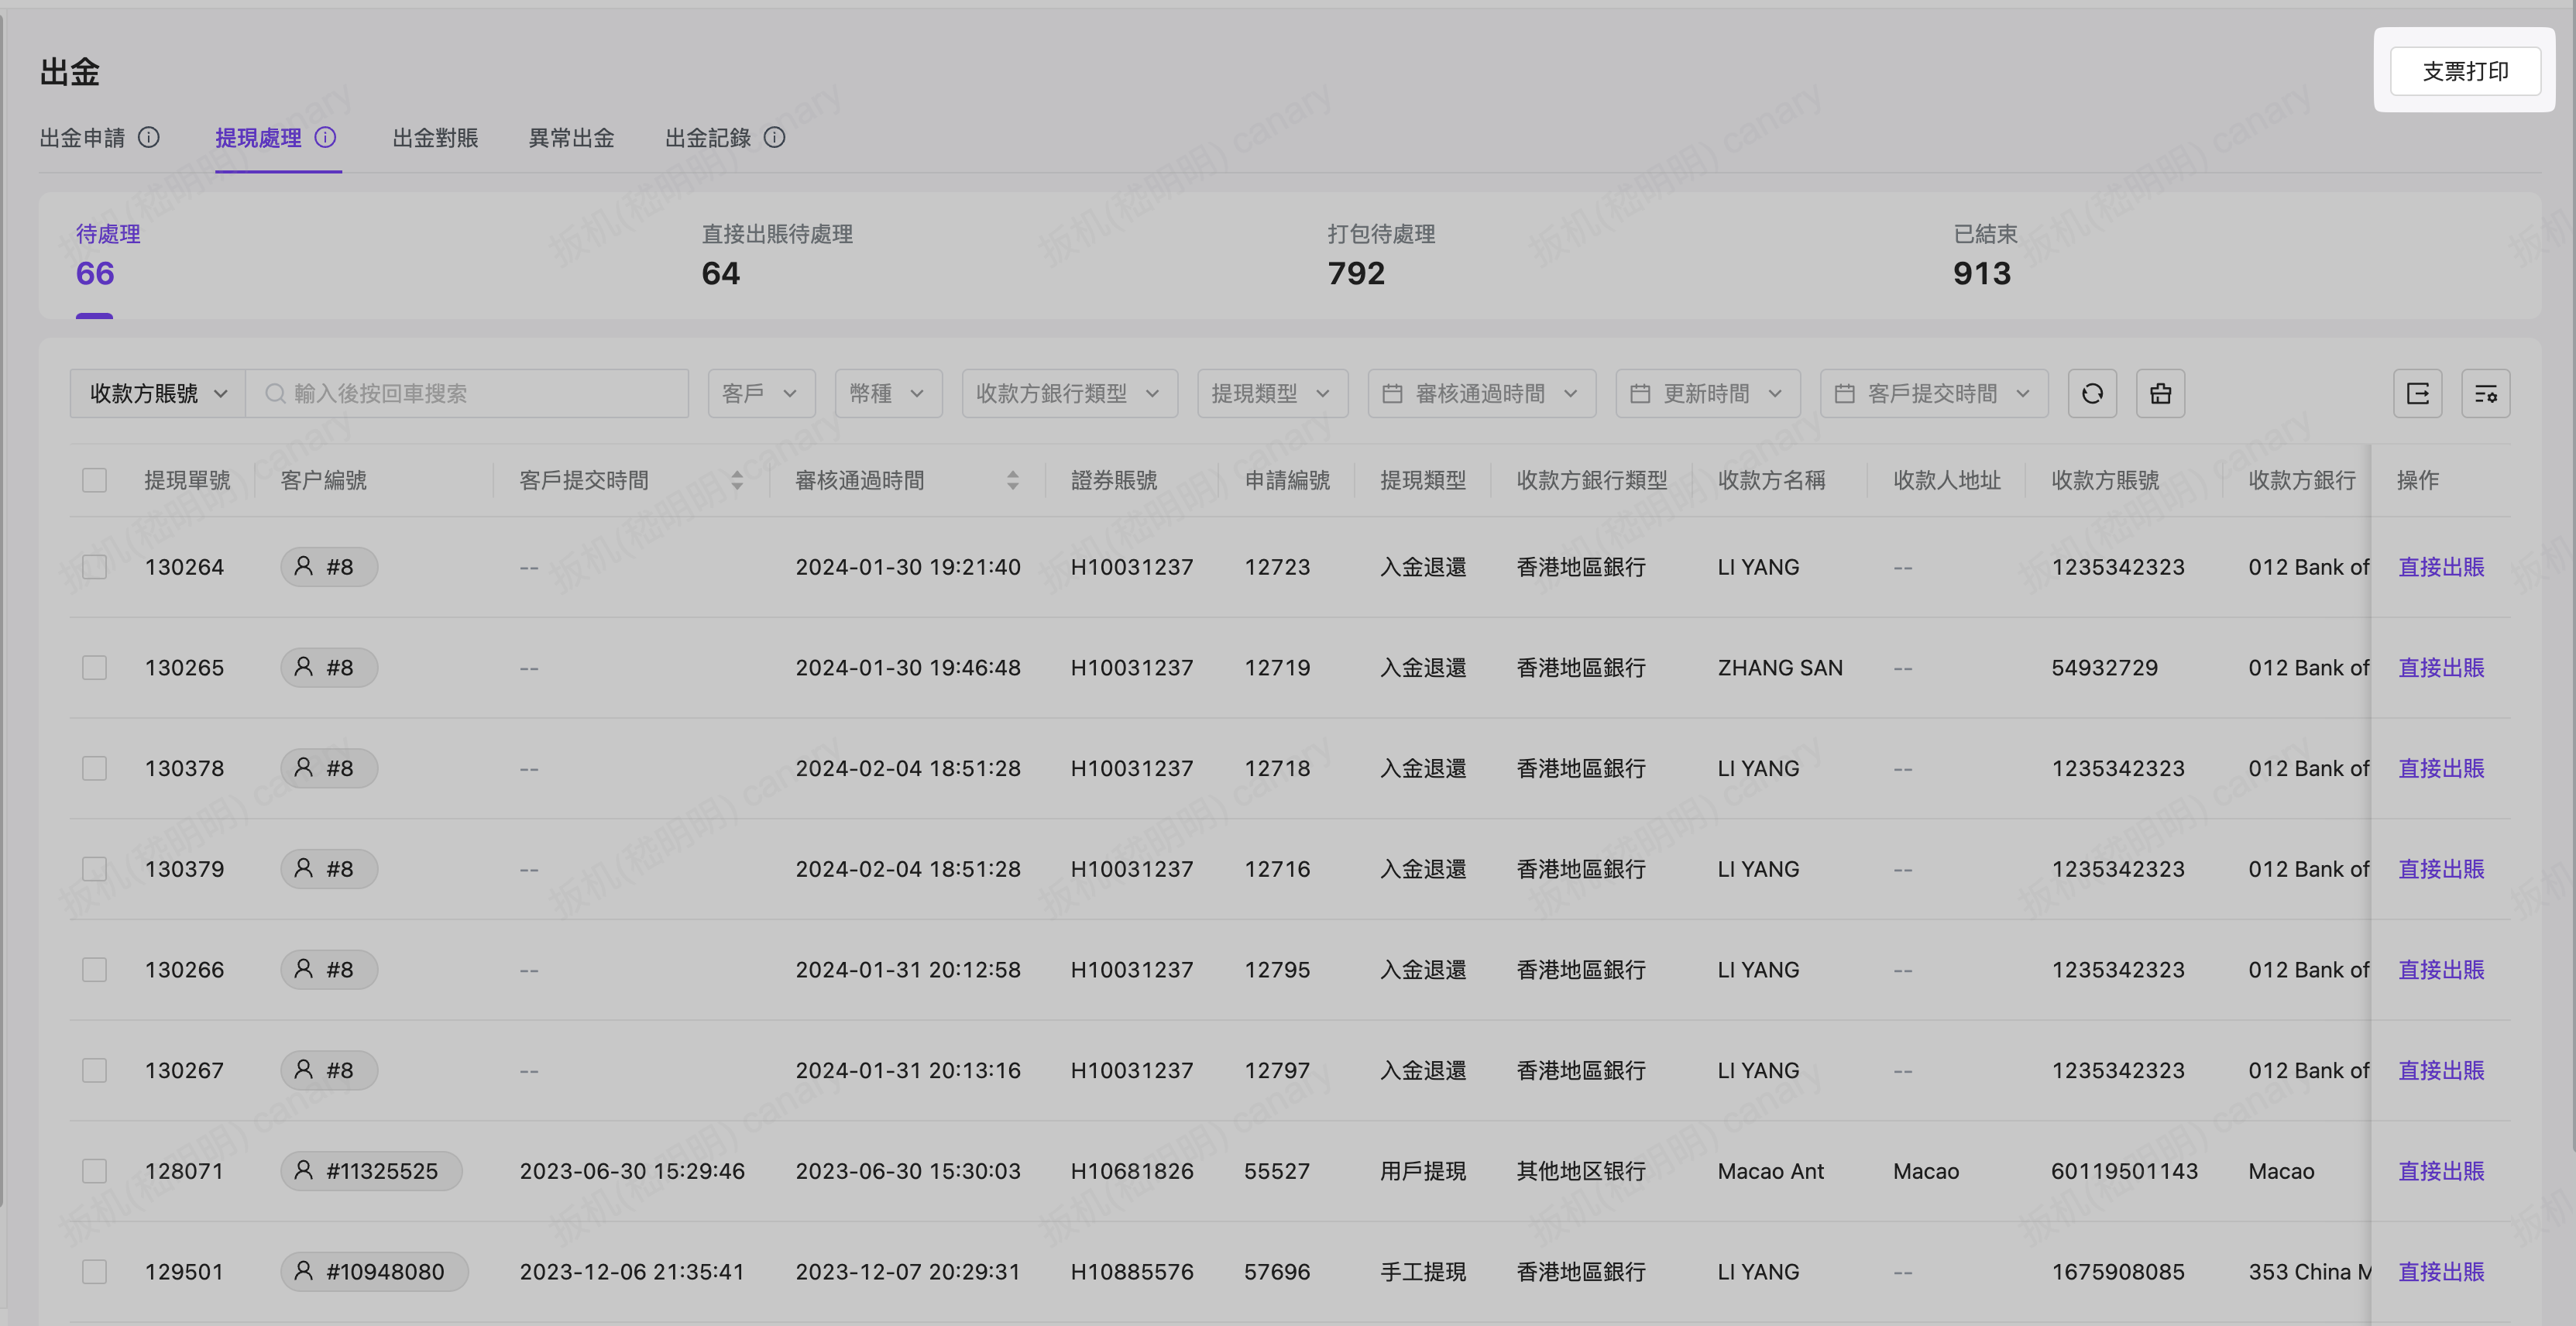 出金
支票打印
出金申請 提現處理 出金對賬 異常出金 出金記錄
待處理 直接出賬待處理 打包待處理 已結束
66 64 792 913
收款方賬號 輸入後按回車搜索 客戶 幣種 收款方銀行類型 提現類型 審核通過時間 更新時間 客戶提交時間
提現單號 客户編號 客戶提交時間 審核通過時間 證券賬號 申請編號 提現類型 收款方銀行類型 收款方名稱 收款人地址 收款方賬號 收款方銀行 操作
130264 #8 -- 2024-01-30 19:21:40 H10031237 12723 入金退還 香港地區銀行 LI YANG -- 1235342323 012 Bank of 直接出賬
130265 #8 -- 2024-01-30 19:46:48 H10031237 12719 入金退還 香港地區銀行 ZHANG SAN -- 54932729 012 Bank of 直接出賬
130378 #8 -- 2024-02-04 18:51:28 H10031237 12718 入金退還 香港地區銀行 LI YANG -- 1235342323 012 Bank of 直接出賬
130379 #8 -- 2024-02-04 18:51:28 H10031237 12716 入金退還 香港地區銀行 LI YANG -- 1235342323 012 Bank of 直接出賬
130266 #8 -- 2024-01-31 20:12:58 H10031237 12795 入金退還 香港地區銀行 LI YANG -- 1235342323 012 Bank of 直接出賬
130267 #8 -- 2024-01-31 20:13:16 H10031237 12797 入金退還 香港地區銀行 LI YANG -- 1235342323 012 Bank of 直接出賬
128071 #11325525 2023-06-30 15:29:46 2023-06-30 15:30:03 H10681826 55527 用戶提現 其他地区银行 Macao Ant Macao 60119501143 Macao 直接出賬
129501 #10948080 2023-12-06 21:35:41 2023-12-07 20:29:31 H10885576 57696 手工提現 香港地區銀行 LI YANG -- 1675908085 353 China M 直接出賬